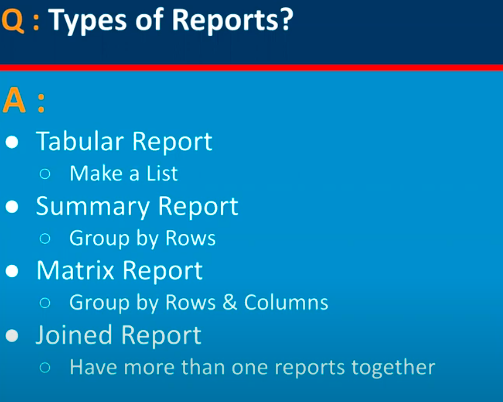 Q : Types of Reports?
A :
● Tabular Report
○ Make a List
● Summary Report
○ Group by Rows
● Matrix Report
○ Group by Rows & Columns
● Joined Report
○ Have more than one reports together